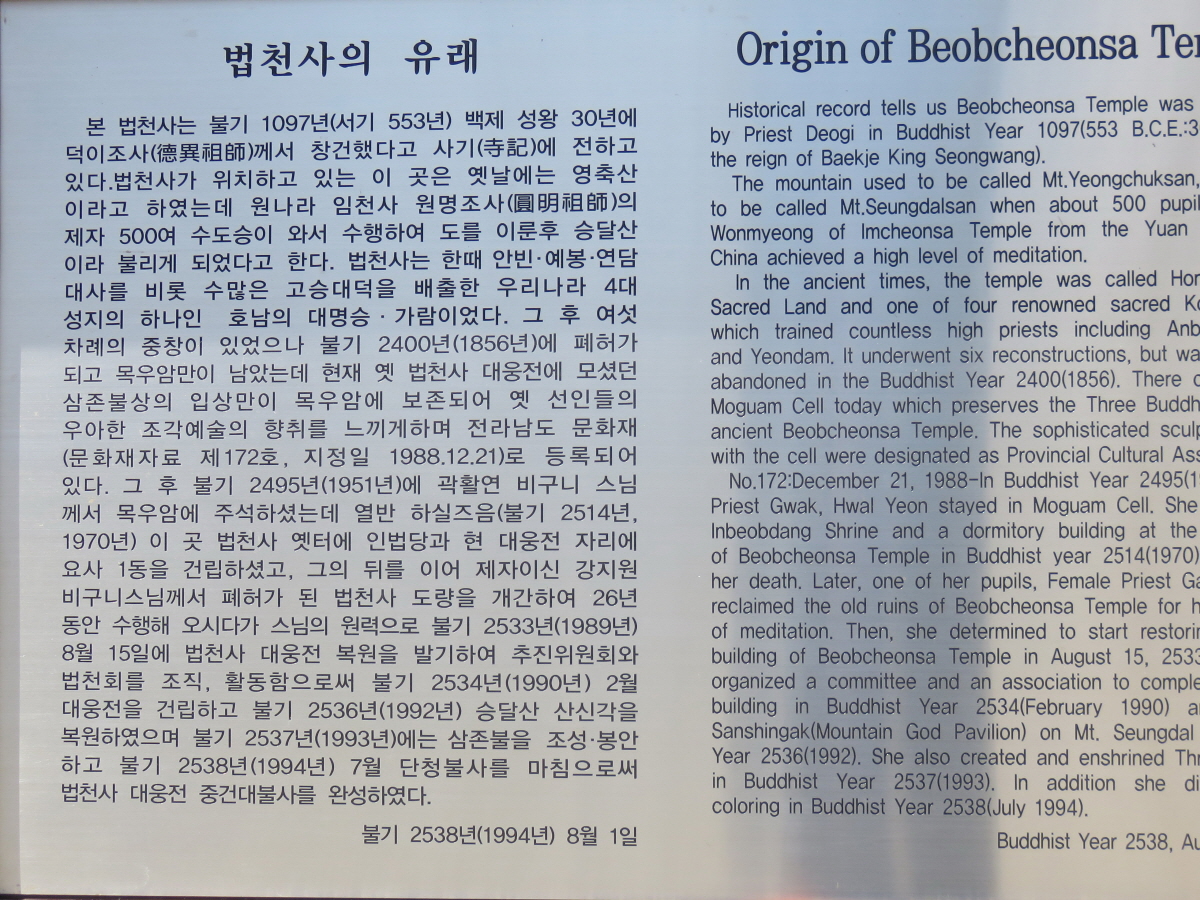 법천사의 유래
본 법천사는 불기 1097년(서기 553년) 백제 성왕 30년에
덕이조사(德異祖師)께서 창건했다고 사기(寺記)에 전하고
있다.법천사가 위치하고 있는 이 곳은 옛날에는 영축산
이라고 하였는데 원나라 임천사 원명조사(圓明祖師)의
제자 500여 수도승이 와서 수행하여 도를 이룬후 승달산
이라 불리게 되었다고 한다. 법천사는 한때 안빈·예봉·연담
대사를 비롯 수많은 고승대덕을 배출한 우리나라 4대
성지의 하나인 호남의 대명승·가람이었다. 그 후 여섯
차례의 중창이 있었으나 불기 2400년(1856년)에 폐허가
되고 목우암만이 남았는데 현재 옛 법천사 대웅전에 모셨던
삼존불상의 입상만이 목우암에 보존되어 옛 선인들의
우아한 조각예술의 향취를 느끼게하며 전라남도 문화재
(문화재자료 제172호, 지정일 1988.12.21)로 등록되어
있다. 그 후 불기 2495년(1951년)에 곽활연 비구니 스님
께서 목우암에 주석하셨는데 열반 하실즈음(불기 2514년,
1970년) 이 곳 법천사 옛터에 인법당과 현 대웅전 자리에
요사 1동을 건립하셨고, 그의 뒤를 이어 제자이신 강지원
비구니스님께서 폐허가 된 법천사 도량을 개간하여 26년
동안 수행해 오시다가 스님의 원력으로 불기 2533년(1989년)
8월 15일에 법천사 대웅전 복원을 발기하여 추진위원회와
법천회를 조직, 활동함으로써 불기 2534년(1990년) 2월
대웅전을 건립하고 불기 2536년(1992년) 승달산 산신각을
복원하였으며 불기 2537년(1993년)에는 삼존불을 조성·봉안
하고 불기 2538년(1994년) 7월 단청불사를 마침으로써
법천사 대웅전 중건대불사를 완성하였다.
불기 2538년(1994년) 8월 1일
Origin of Beobcheonsa Te
Historical record tells us Beobcheonsa Temple was
by Priest Deogi in Buddhist Year 1097(553 B.C.E.:3
the reign of Baekje King Seongwang).
The mountain used to be called Mt.Yeongchuksan,
to be called Mt.Seungdalsan when about 500 pupil
Wonmyeong of Imcheonsa Temple from the Yuan
China achieved a high level of meditation.
In the ancient times, the temple was called Hor
Sacred Land and one of four renowned sacred Ko
which trained countless high priests including Anb
and Yeondam. It underwent six reconstructions, but wa
abandoned in the Buddhist Year 2400(1856). There
Moguam Cell today which preserves the Three Buddh
ancient Beobcheonsa Temple. The sophisticated sculp
with the cell were designated as Provincial Cultural Ass
No.172:December 21, 1988-In Buddhist Year 2495(1
Priest Gwak, Hwal Yeon stayed in Moguam Cell. She
Inbeobdang Shrine and a dormitory building at the
of Beobcheonsa Temple in Buddhist year 2514(1970)
her death. Later, one of her pupils, Female Priest Ga
reclaimed the old ruins of Beobcheonsa Temple for h
of meditation. Then, she determined to start restorin
building of Beobcheonsa Temple in August 15, 2533
organized a committee and an association to comple
building in Buddhist Year 2534(February 1990) a
Sanshingak(Mountain God Pavilion) on Mt. Seungdal
Year 2536(1992). She also created and enshrined Thr
in Buddhist Year 2537(1993). In addition she di
coloring in Buddhist Year 2538(July 1994).
Buddhist Year 2538, Au